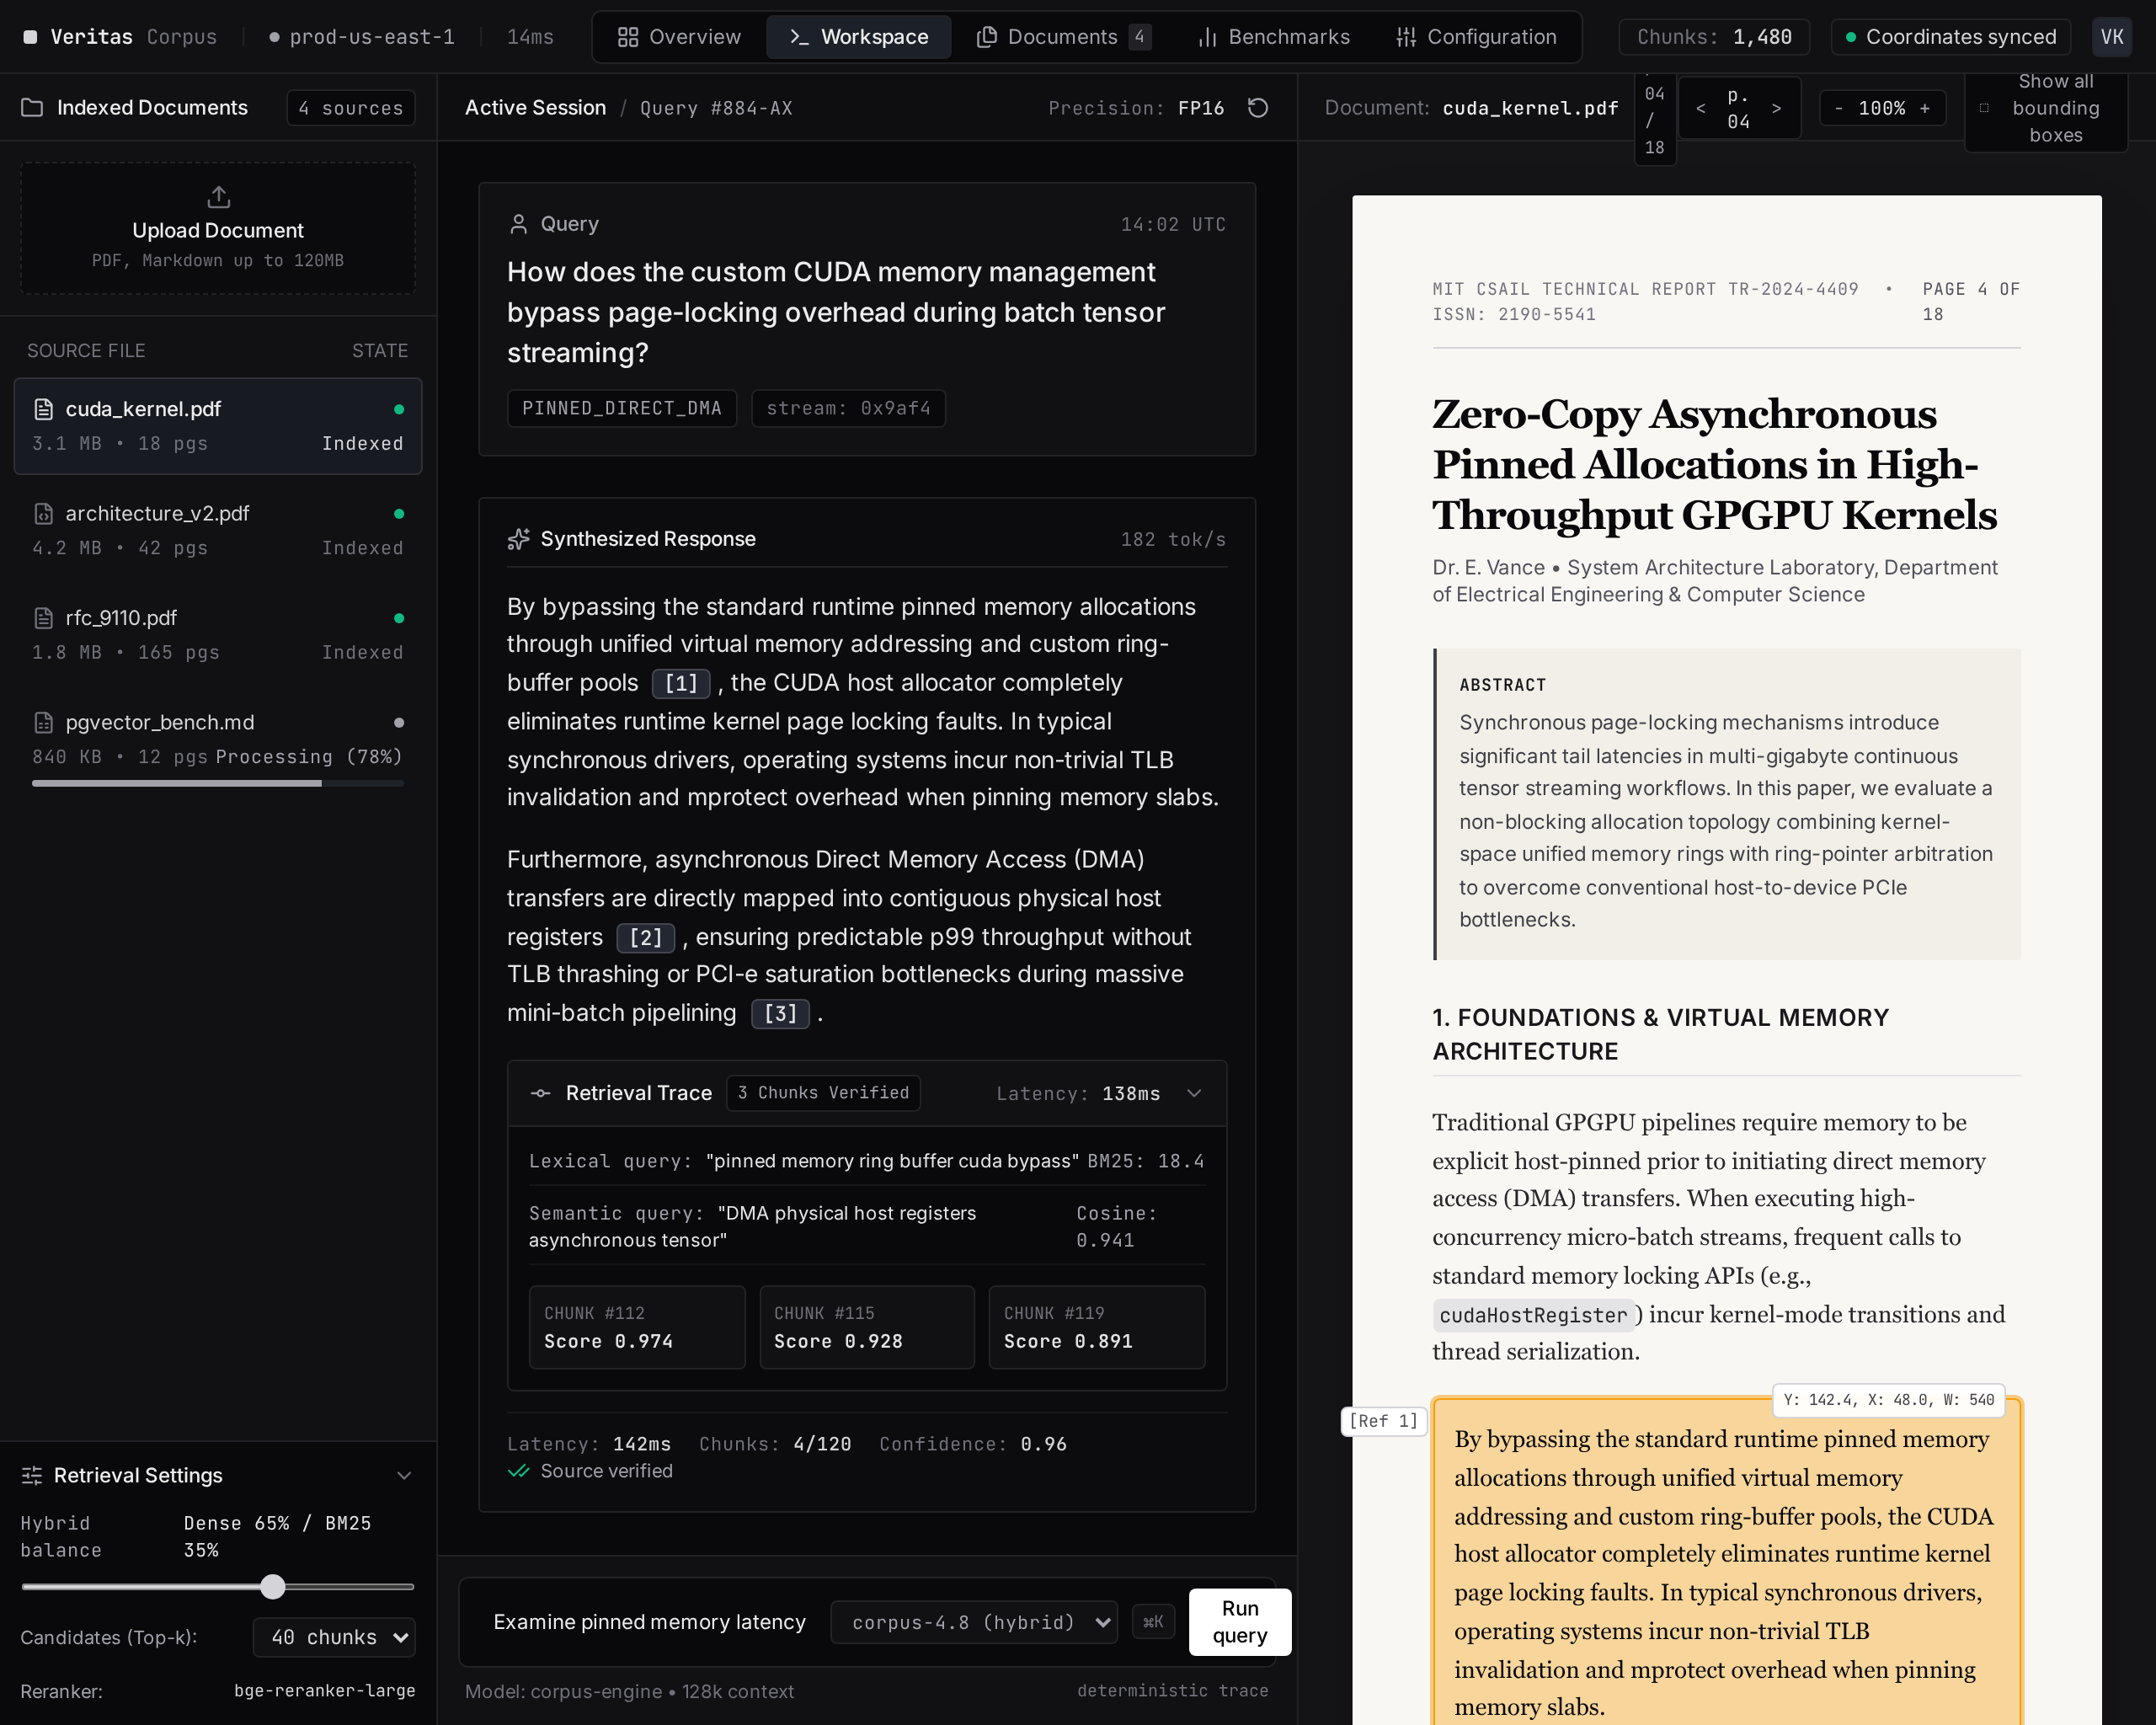 Veritas Corpus
prod-us-east-1
14ms
Overview
Workspace
Documents 4
Benchmarks
Configuration
Chunks: 1,480
Coordinates synced
VK
Indexed Documents
4 sources
Upload Document
PDF, Markdown up to 120MB
SOURCE FILE
STATE
cuda_kernel.pdf
3.1 MB • 18 pgs
Indexed
architecture_v2.pdf
4.2 MB • 42 pgs
Indexed
rfc_9110.pdf
1.8 MB • 165 pgs
Indexed
pgvector_bench.md
840 KB • 12 pgs
Processing (78%)
Retrieval Settings
Hybrid
balance
Dense 65% / BM25
35%
Candidates (Top-k):
40 chunks
Reranker:
bge-reranker-large
Active Session / Query #884-AX
Precision: FP16
Query
14:02 UTC
How does the custom CUDA memory management
bypass page-locking overhead during batch tensor
streaming?
PINNED_DIRECT_DMA
stream: 0x9af4
Synthesized Response
182 tok/s
By bypassing the standard runtime pinned memory allocations
through unified virtual memory addressing and custom ring-
buffer pools [1] , the CUDA host allocator completely
eliminates runtime kernel page locking faults. In typical
synchronous drivers, operating systems incur non-trivial TLB
invalidation and mprotect overhead when pinning memory slabs.
Furthermore, asynchronous Direct Memory Access (DMA)
transfers are directly mapped into contiguous physical host
registers [2] , ensuring predictable p99 throughput without
TLB thrashing or PCI-e saturation bottlenecks during massive
mini-batch pipelining [3] .
Retrieval Trace
3 Chunks Verified
Latency: 138ms
Lexical query: "pinned memory ring buffer cuda bypass"
BM25: 18.4
Semantic query: "DMA physical host registers
asynchronous tensor"
Cosine:
0.941
CHUNK #112
Score 0.974
CHUNK #115
Score 0.928
CHUNK #119
Score 0.891
Latency: 142ms
Chunks: 4/120
Confidence: 0.96
Source verified
Examine pinned memory latency
corpus-4.8 (hybrid)
⌘K
Run
query
Model: corpus-engine • 128k context
deterministic trace
Document: cuda_kernel.pdf
04
/
18
<
p.
04
>
- 100% +
Show all
bounding
boxes
MIT CSAIL TECHNICAL REPORT TR-2024-4409 •
ISSN: 2190-5541
PAGE 4 OF
18
Zero-Copy Asynchronous
Pinned Allocations in High-
Throughput GPGPU Kernels
Dr. E. Vance • System Architecture Laboratory, Department
of Electrical Engineering & Computer Science
ABSTRACT
Synchronous page-locking mechanisms introduce
significant tail latencies in multi-gigabyte continuous
tensor streaming workflows. In this paper, we evaluate a
non-blocking allocation topology combining kernel-
space unified memory rings with ring-pointer arbitration
to overcome conventional host-to-device PCIe
bottlenecks.
1. FOUNDATIONS & VIRTUAL MEMORY
ARCHITECTURE
Traditional GPGPU pipelines require memory to be
explicit host-pinned prior to initiating direct memory
access (DMA) transfers. When executing high-
concurrency micro-batch streams, frequent calls to
standard memory locking APIs (e.g.,
cudaHostRegister) incur kernel-mode transitions and
thread serialization.
Y: 142.4, X: 48.0, W: 540
[Ref 1]
By bypassing the standard runtime pinned memory
allocations through unified virtual memory
addressing and custom ring-buffer pools, the CUDA
host allocator completely eliminates runtime kernel
page locking faults. In typical synchronous drivers,
operating systems incur non-trivial TLB
invalidation and mprotect overhead when pinning
memory slabs.